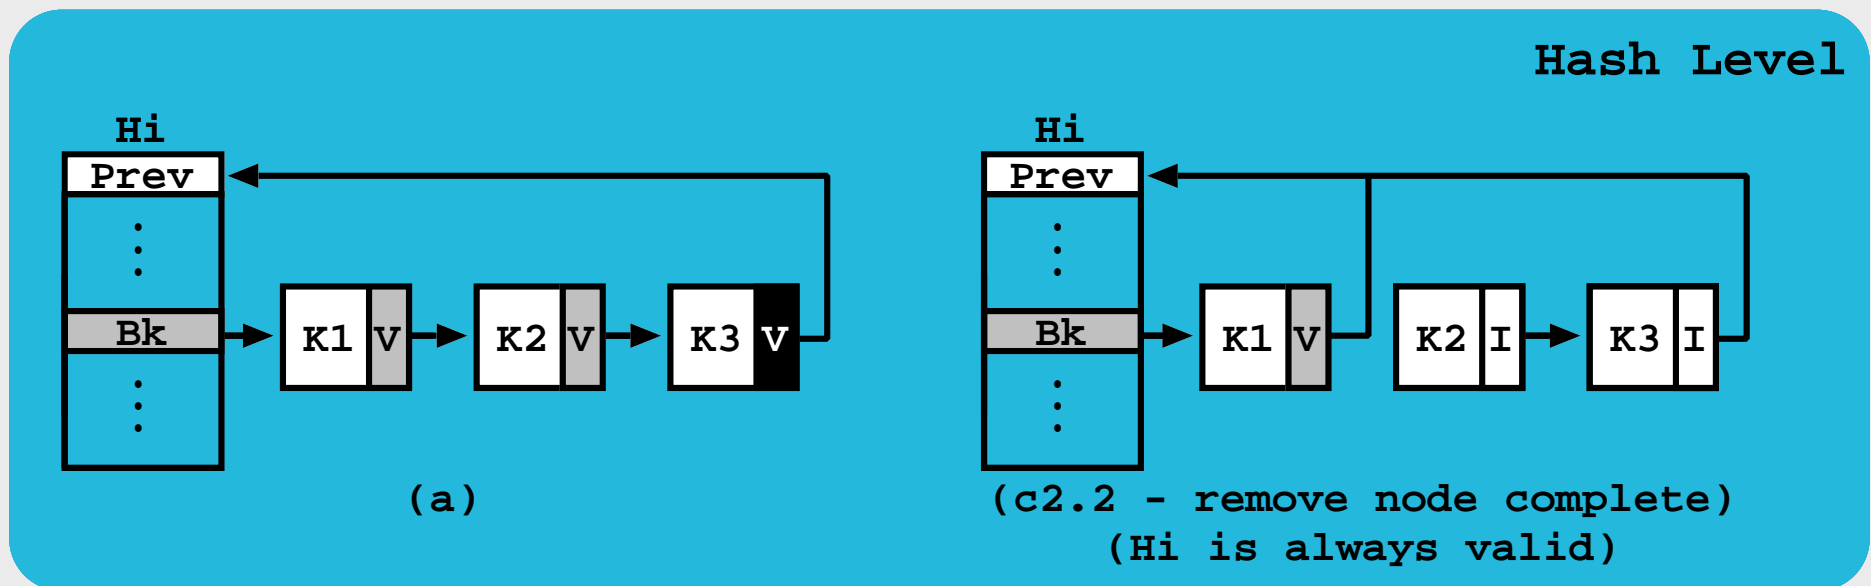 Hash Level
Hi
Prev
Bk
K1 V
K2 V
K3 V
(a)
Hi
Prev
Bk
K1 V
K2 I
K3 I
(c2.2 - remove node complete)
(Hi is always valid)